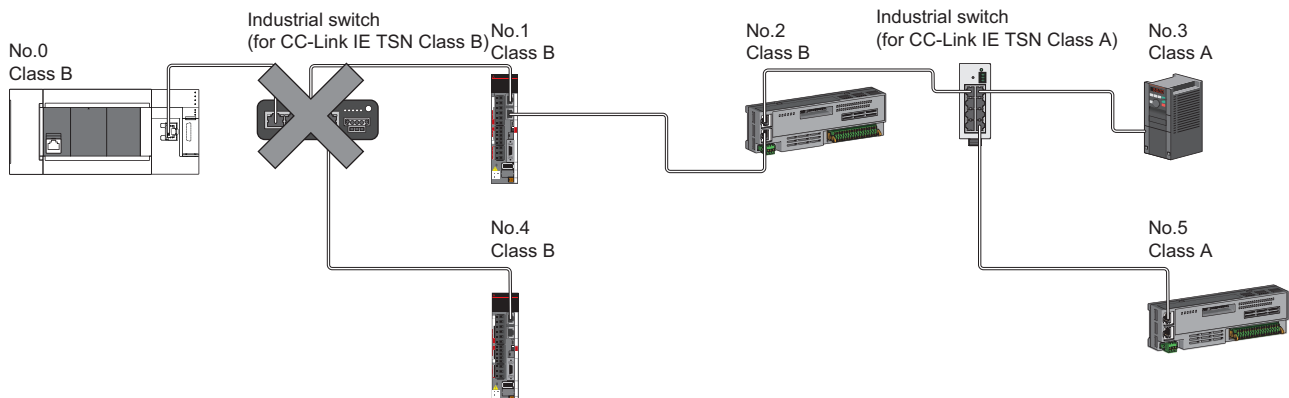 No.0
Class B
Industrial switch
(for CC-Link IE TSN Class B)
No.1
Class B
No.2
Class B
Industrial switch
(for CC-Link IE TSN Class A)
No.3
Class A
No.4
Class B
No.5
Class A